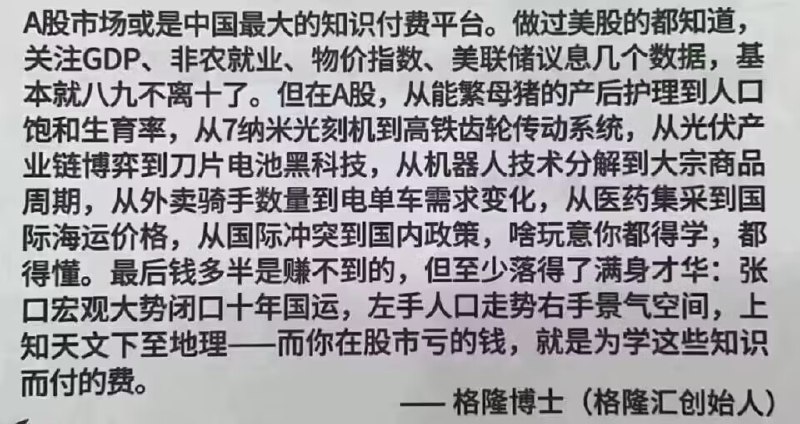 A股市场或是中国最大的知识付费平台。做过美股的都知道，
关注GDP、非农就业、物价指数、美联储议息几个数据，基
本就八九不离十了。但在A股，从能繁母猪的产后护理到人口
饱和生育率，从7纳米光刻机到高铁齿轮传动系统，从光伏产
业链博弈到刀片电池黑科技，从机器人技术分解到大宗商品
周期，从外卖骑手数量到电单车需求变化，从医药集采到国
际海运价格，从国际冲突到国内政策，啥玩意你都得学，都
得懂。最后钱多半是赚不到的，但至少落得了满身才华：张
口宏观大势闭口十年国运，左手人口走势右手景气空间，上
知天文下至地理——而你在股市亏的钱，就是为学这些知识
而付的费。
—— 格隆博士（格隆汇创始人）